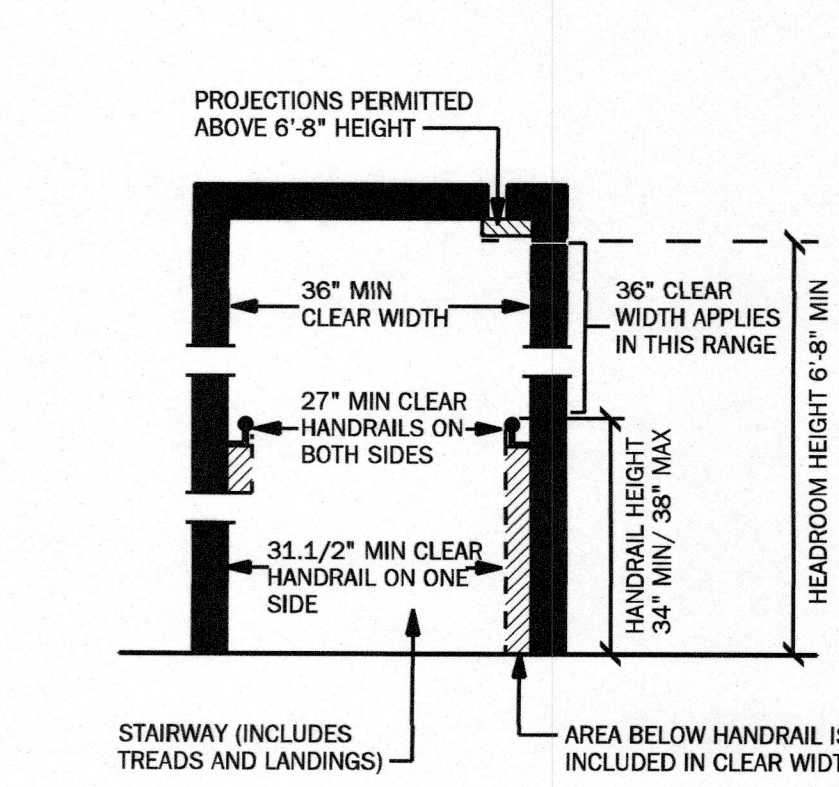 PROJECTIONS PERMITTED
ABOVE 6'-8" HEIGHT
36" MIN
CLEAR WIDTH
36" CLEAR
WIDTH APPLIES
IN THIS RANGE
27" MIN CLEAR
HANDRAILS ON
BOTH SIDES
31.1/2" MIN CLEAR
HANDRAIL ON ONE
SIDE
HANDRAIL HEIGHT
34" MIN/ 38" MAX
HEADROOM HEIGHT 6'-8" MIN
STAIRWAY (INCLUDES
TREADS AND LANDINGS)
AREA BELOW HANDRAIL IS
INCLUDED IN CLEAR WIDT